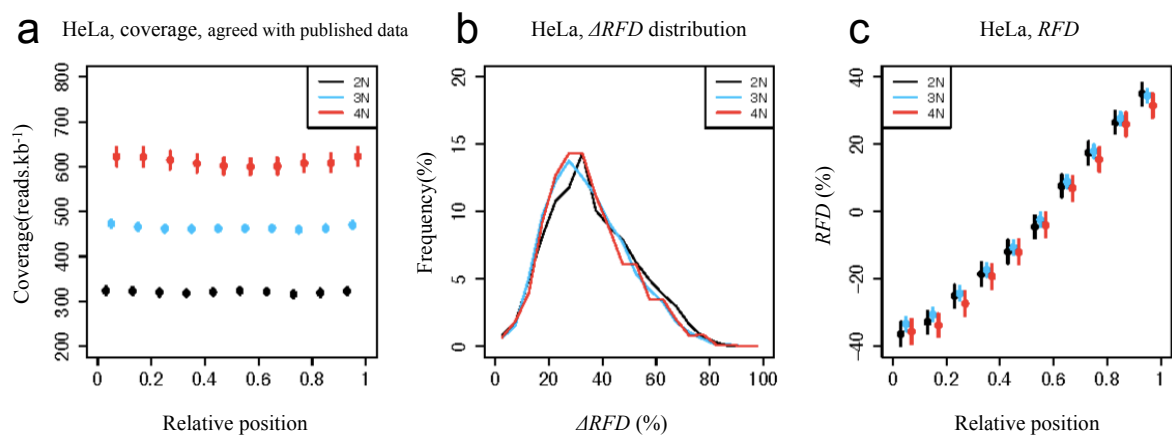 a HeLa, coverage, agreed with published data
Coverage(reads.kb-1)
200 300 400 500 600 700 800
2N
3N
4N
0 0.2 0.4 0.6 0.8 1
Relative position
b HeLa, ΔRFD distribution
Frequency(%)
0 5 10 15 20
2N
3N
4N
0 20 40 60 80 100
ΔRFD (%)
c HeLa, RFD
RFD (%)
-40 -20 0 20 40
2N
3N
4N
0 0.2 0.4 0.6 0.8 1
Relative position